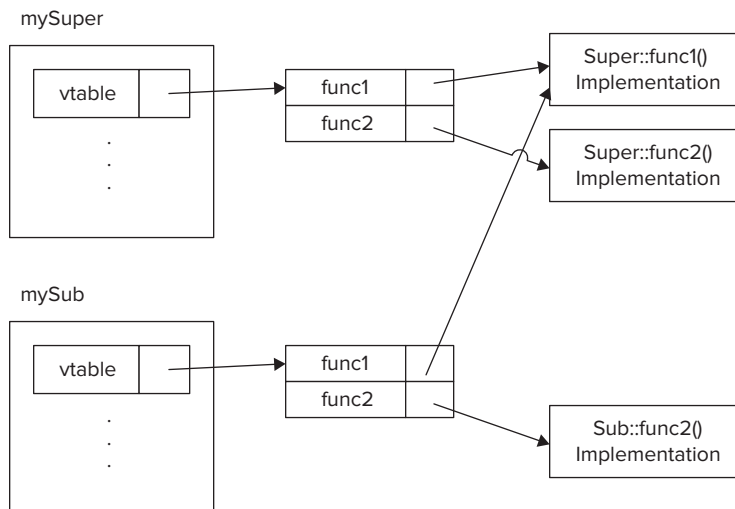 mySuper
vtable
func1
func2
Super::func1()
Implementation
Super::func2()
Implementation
mySub
vtable
func1
func2
Sub::func2()
Implementation